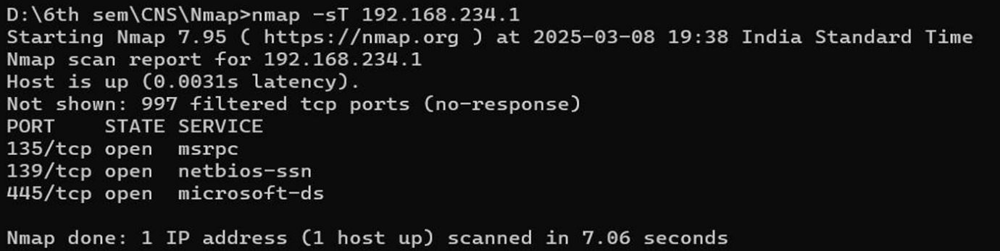 D:\6th sem\CNS\Nmap>nmap -sT 192.168.234.1
Starting Nmap 7.95 ( https://nmap.org ) at 2025-03-08 19:38 India Standard Time
Nmap scan report for 192.168.234.1
Host is up (0.0031s latency).
Not shown: 997 filtered tcp ports (no-response)
PORT    STATE SERVICE
135/tcp open  msrpc
139/tcp open  netbios-ssn
445/tcp open  microsoft-ds
Nmap done: 1 IP address (1 host up) scanned in 7.06 seconds